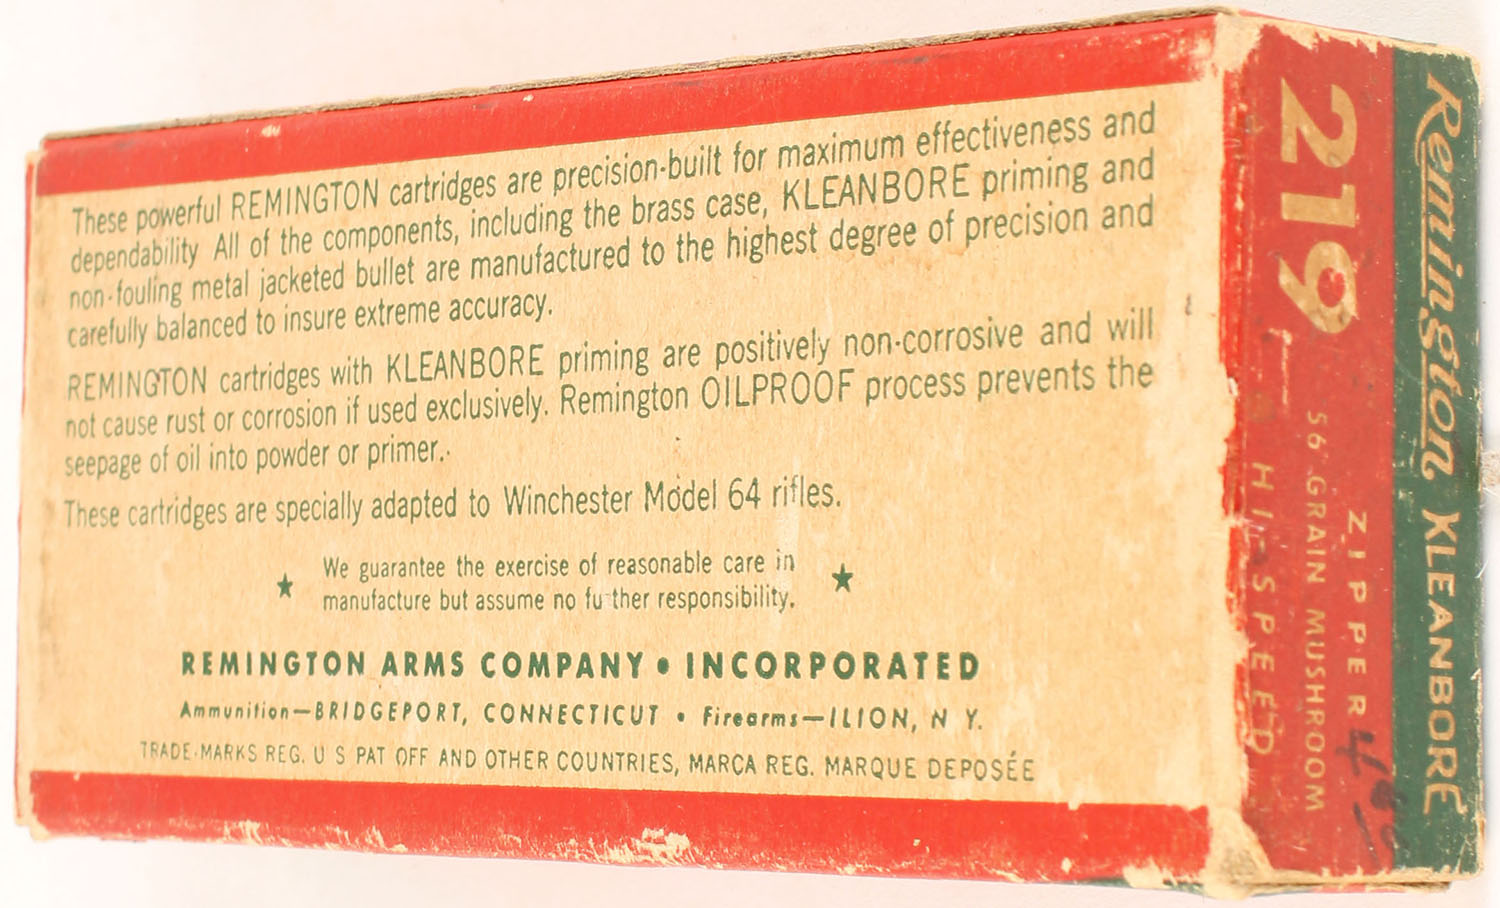 These powerful REMINGTON cartridges are precision-built for maximum effectiveness and
dependability All of the components, including the brass case, KLEANBORE priming and
non-fouling metal jacketed bullet are manufactured to the highest degree of precision and
carefully balanced to insure extreme accuracy.
REMINGTON cartridges with KLEANBORE priming are positively non-corrosive and will
not cause rust or corrosion if used exclusively. Remington OILPROOF process prevents the
seepage of oil into powder or primer.
These cartridges are specially adapted to Winchester Model 64 rifles.
We guarantee the exercise of reasonable care in
manufacture but assume no fu ther responsibility.
REMINGTON ARMS COMPANY • INCORPORATED
Ammunition—BRIDGEPORT, CONNECTICUT • Firearms—ILION, N Y.
TRADE-MARKS REG. U S PAT OFF AND OTHER COUNTRIES, MARCA REG. MARQUE DEPOSÉE
Remington KLEANBORE
219 ZIPPER
56 GRAIN MUSHROOM
HI-SPEED